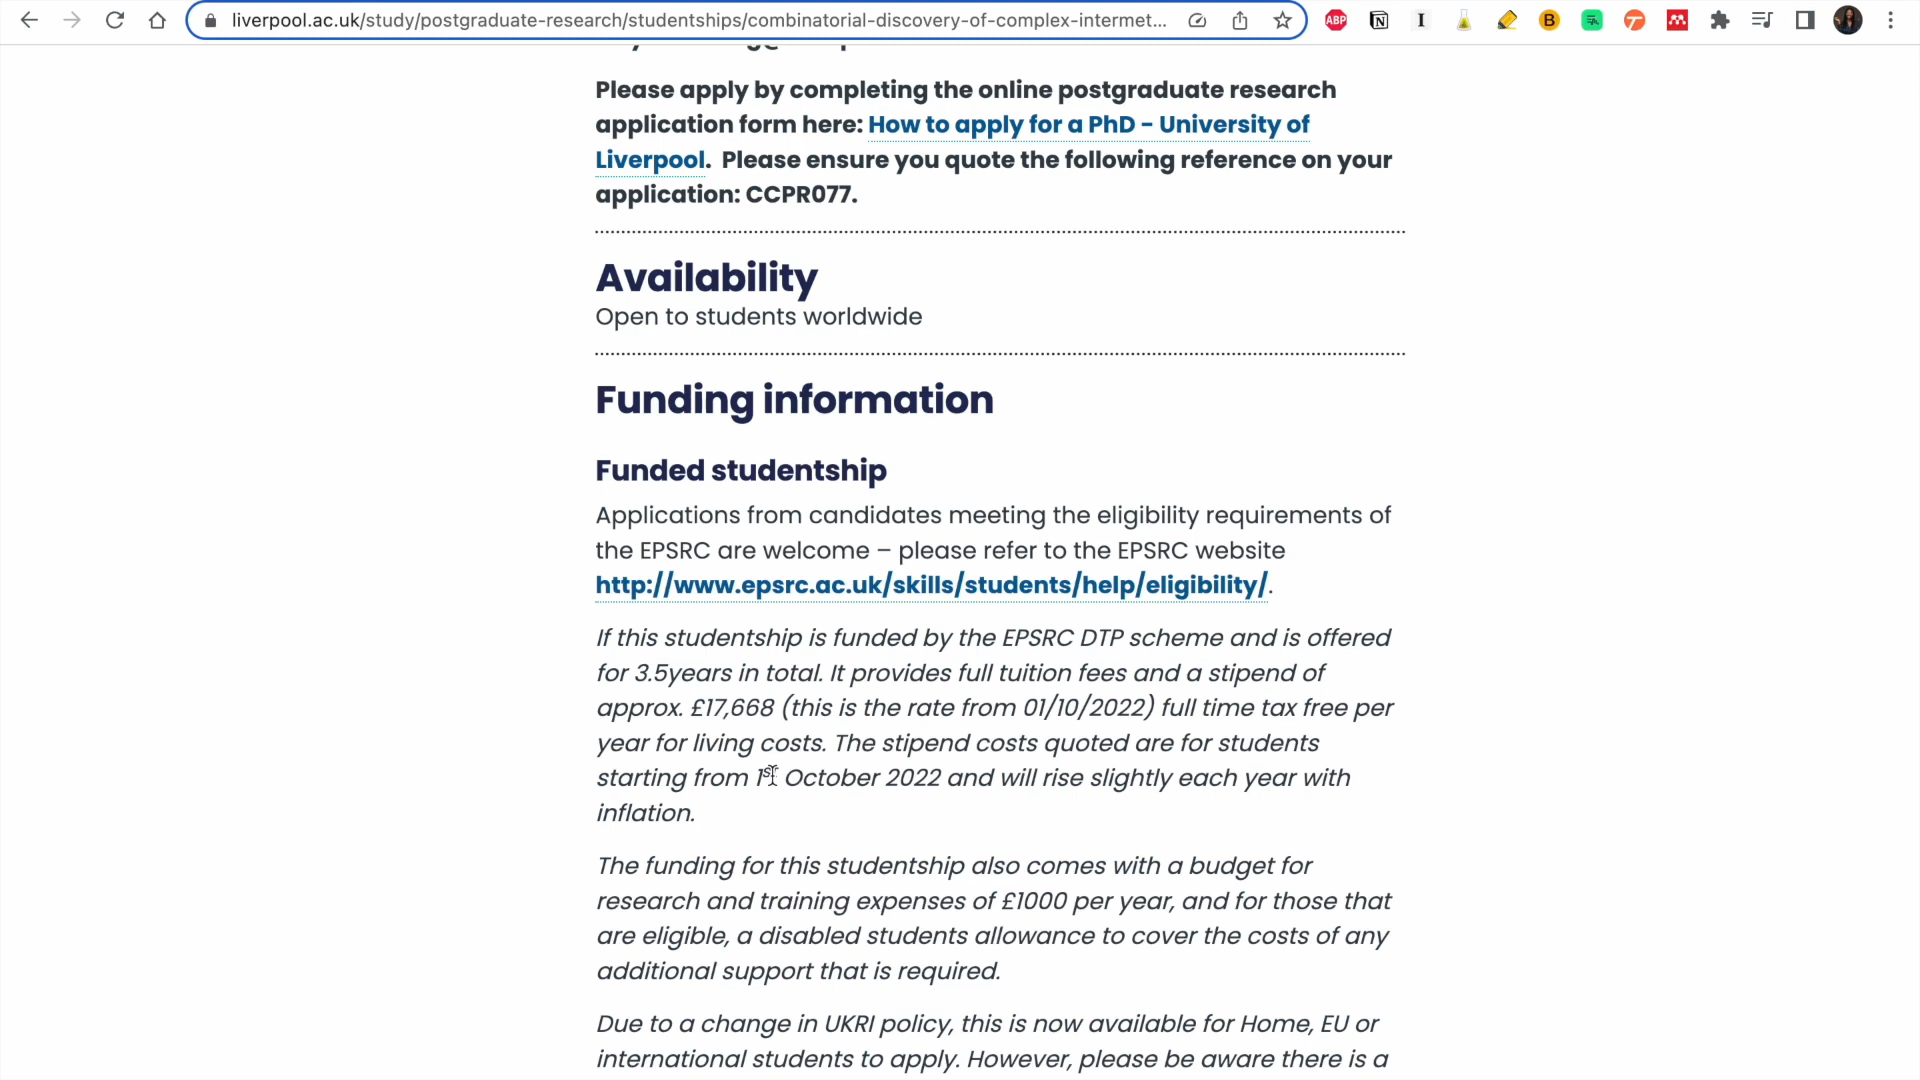 liverpool.ac.uk/study/postgraduate-research/studentships/combinatorial-discovery-of-complex-intermet...
ABP
Please apply by completing the online postgraduate research
application form here: How to apply for a PhD – University of
Liverpool.  Please ensure you quote the following reference on your
application: CCPR077.
Availability
Open to students worldwide
Funding information
Funded studentship
Applications from candidates meeting the eligibility requirements of
the EPSRC are welcome – please refer to the EPSRC website
http://www.epsrc.ac.uk/skills/students/help/eligibility/.
If this studentship is funded by the EPSRC DTP scheme and is offered
for 3.5years in total. It provides full tuition fees and a stipend of
approx. £17,668 (this is the rate from 01/10/2022) full time tax free per
year for living costs. The stipend costs quoted are for students
starting from 1st October 2022 and will rise slightly each year with
inflation.
The funding for this studentship also comes with a budget for
research and training expenses of £1000 per year, and for those that
are eligible, a disabled students allowance to cover the costs of any
additional support that is required.
Due to a change in UKRI policy, this is now available for Home, EU or
international students to apply. However, please be aware there is a